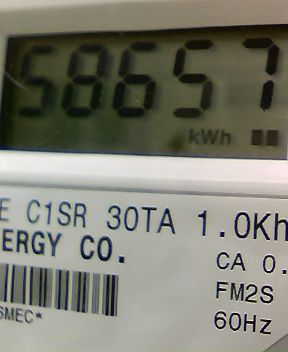 58657
kWh
E C1SR 30TA 1.0Kh
ERGY CO.
CA 0.
FM2S
SMEC*
60Hz